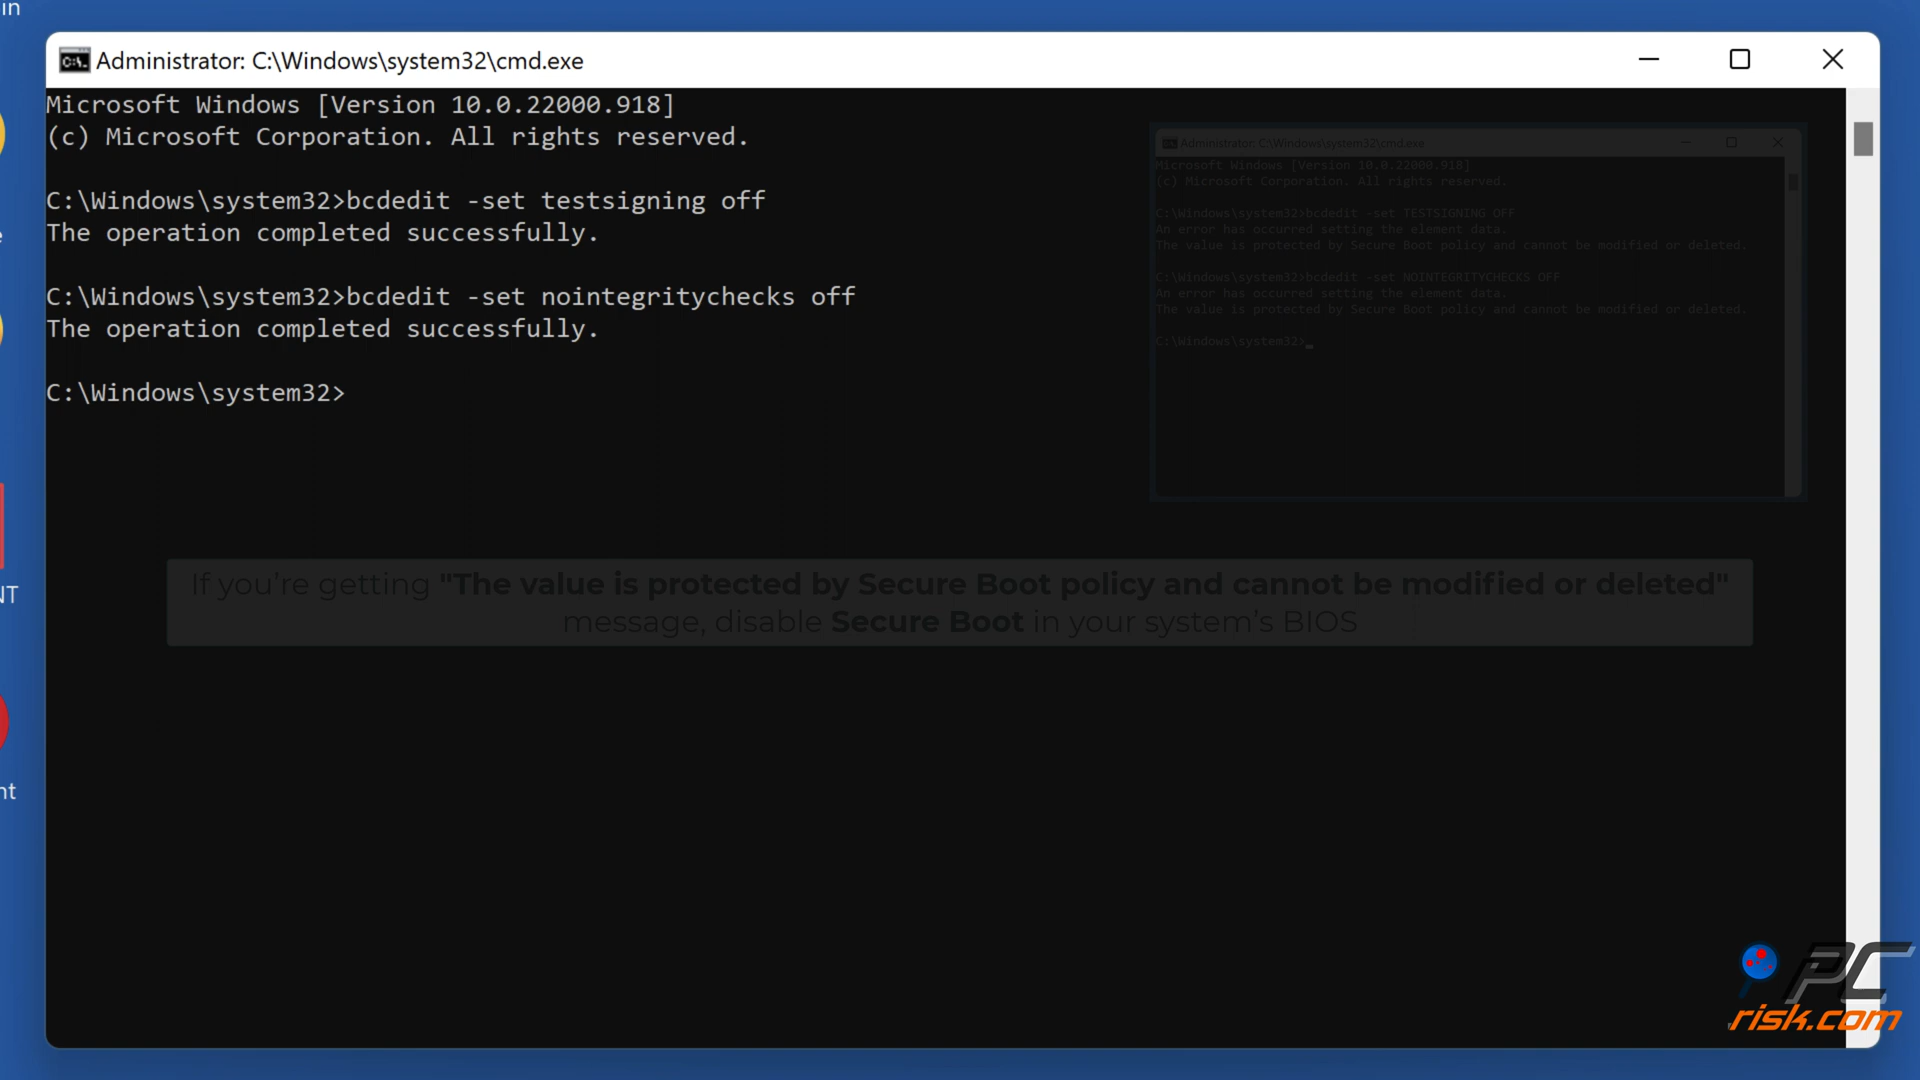 in
Administrator: C:\Windows\system32\cmd.exe
Microsoft Windows [Version 10.0.22000.918]
(c) Microsoft Corporation. All rights reserved.
C:\Windows\system32>bcdedit -set testsigning off
The operation completed successfully.
C:\Windows\system32>bcdedit -set nointegritychecks off
The operation completed successfully.
C:\Windows\system32>
Administrator: C:\Windows\system32\cmd.exe
Microsoft Windows [Version 10.0.22000.918]
(c) Microsoft Corporation. All rights reserved.
C:\Windows\system32>bcdedit -set TESTSIGNING OFF
An error has occurred setting the element data.
The value is protected by Secure Boot policy and cannot be modified or deleted.
C:\Windows\system32>bcdedit -set NOINTEGRITYCHECKS OFF
An error has occurred setting the element data.
The value is protected by Secure Boot policy and cannot be modified or deleted.
C:\Windows\system32>
If you're getting "The value is protected by Secure Boot policy and cannot be modified or deleted"
message, disable Secure Boot in your system's BIOS
NT
nt
PC
risk.com